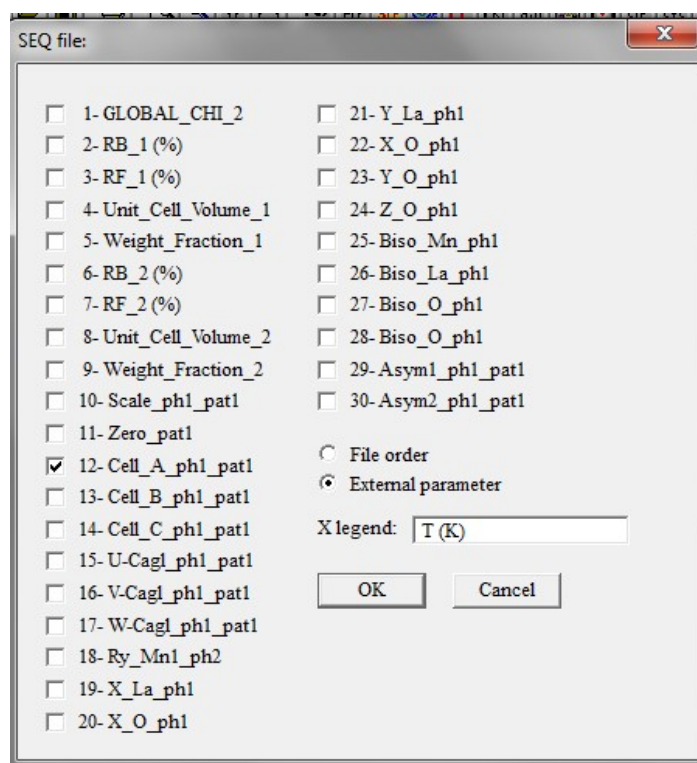 SEQ file:
1- GLOBAL_CHI_2
2- RB_1 (%)
3- RF_1 (%)
4- Unit_Cell_Volume_1
5- Weight_Fraction_1
6- RB_2 (%)
7- RF_2 (%)
8- Unit_Cell_Volume_2
9- Weight_Fraction_2
10- Scale_ph1_pat1
11- Zero_pat1
12- Cell_A_ph1_pat1
13- Cell_B_ph1_pat1
14- Cell_C_ph1_pat1
15- U-Cagl_ph1_pat1
16- V-Cagl_ph1_pat1
17- W-Cagl_ph1_pat1
18- Ry_Mn1_ph2
19- X_La_ph1
20- X_O_ph1
21- Y_La_ph1
22- X_O_ph1
23- Y_O_ph1
24- Z_O_ph1
25- Biso_Mn_ph1
26- Biso_La_ph1
27- Biso_O_ph1
28- Biso_O_ph1
29- Asym1_ph1_pat1
30- Asym2_ph1_pat1
File order
External parameter
X legend: T (K)
OK Cancel